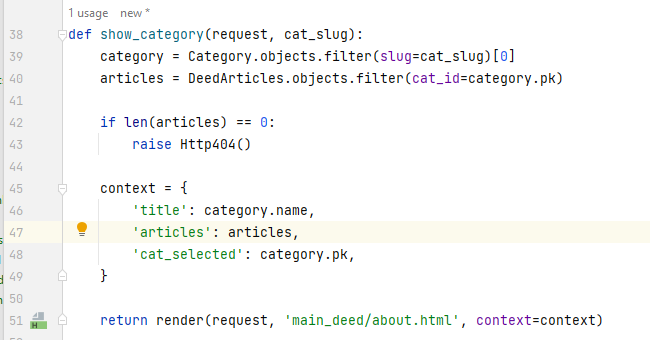 1 usage new *
38 def show_category(request, cat_slug):
39 category = Category.objects.filter(slug=cat_slug)[0]
40 articles = DeedArticles.objects.filter(cat_id=category.pk)
41
42 if len(articles) == 0:
43 raise Http404()
44
45 context = {
46 'title': category.name,
47 'articles': articles,
48 'cat_selected': category.pk,
49 }
50
51 return render(request, 'main_deed/about.html', context=context)